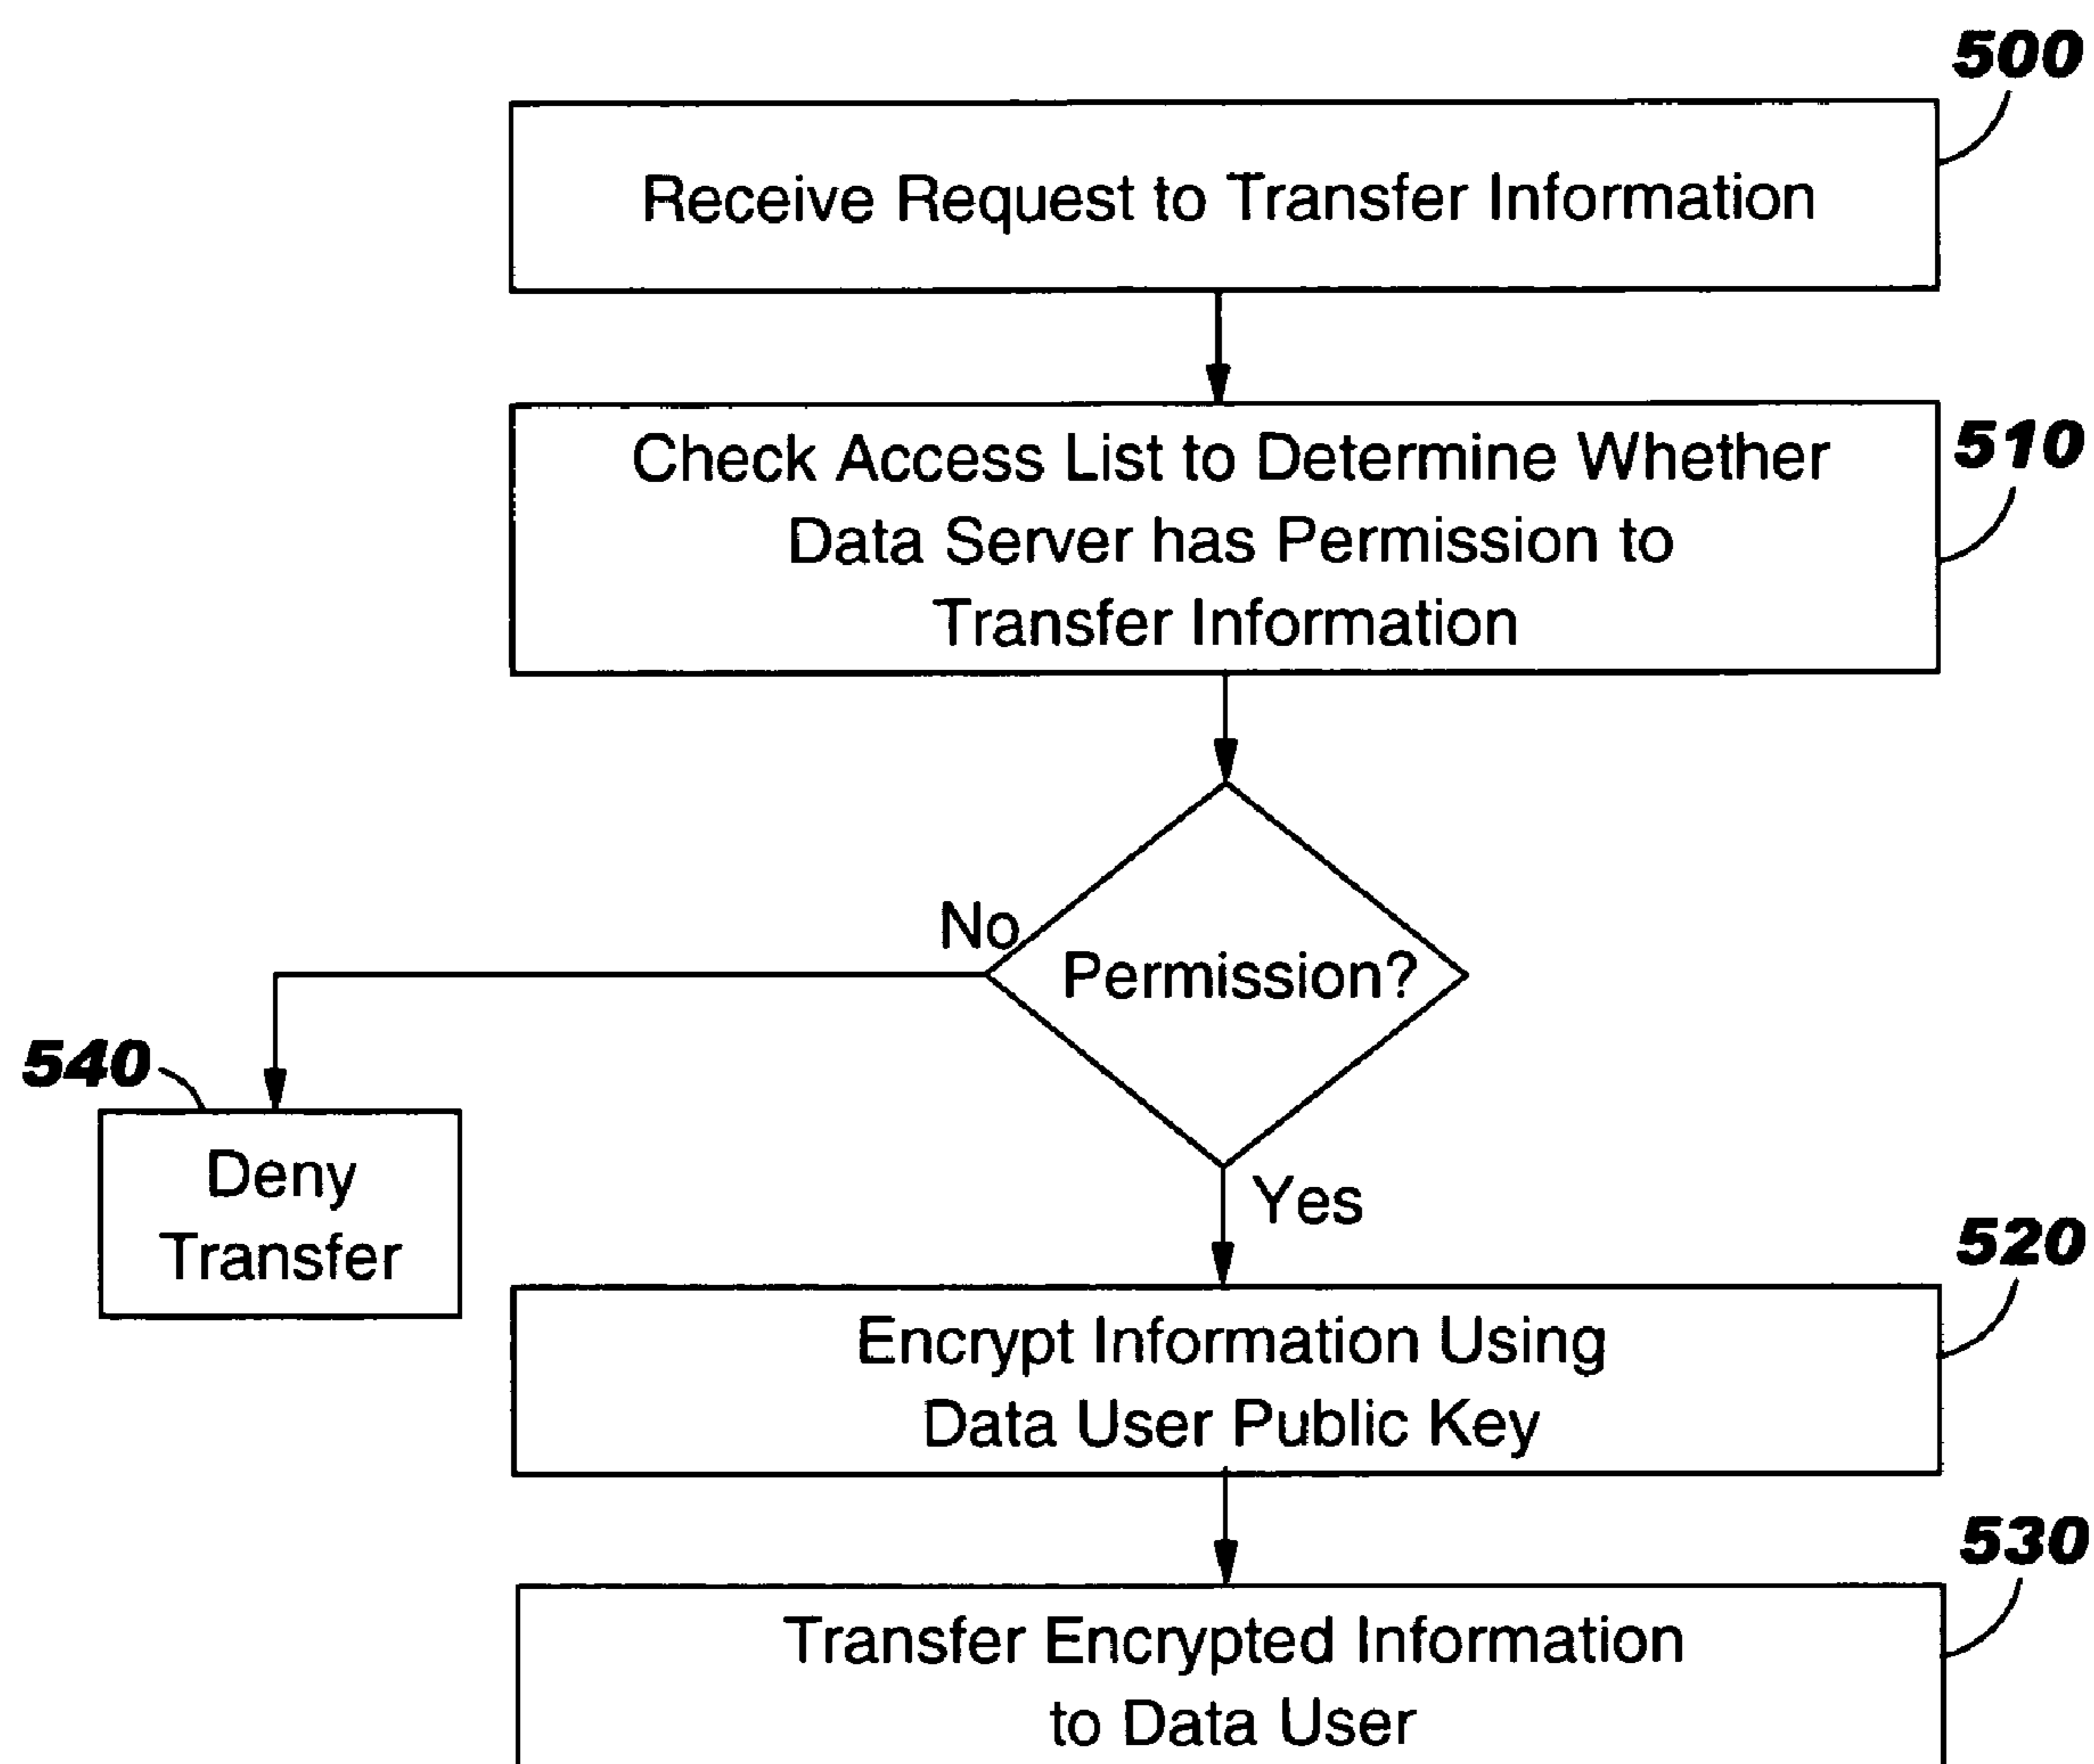 500
Receive Request to Transfer Information
510
Check Access List to Determine Whether
Data Server has Permission to
Transfer Information
No
Permission?
540
Deny
Transfer
Yes
520
Encrypt Information Using
Data User Public Key
530
Transfer Encrypted Information
to Data User